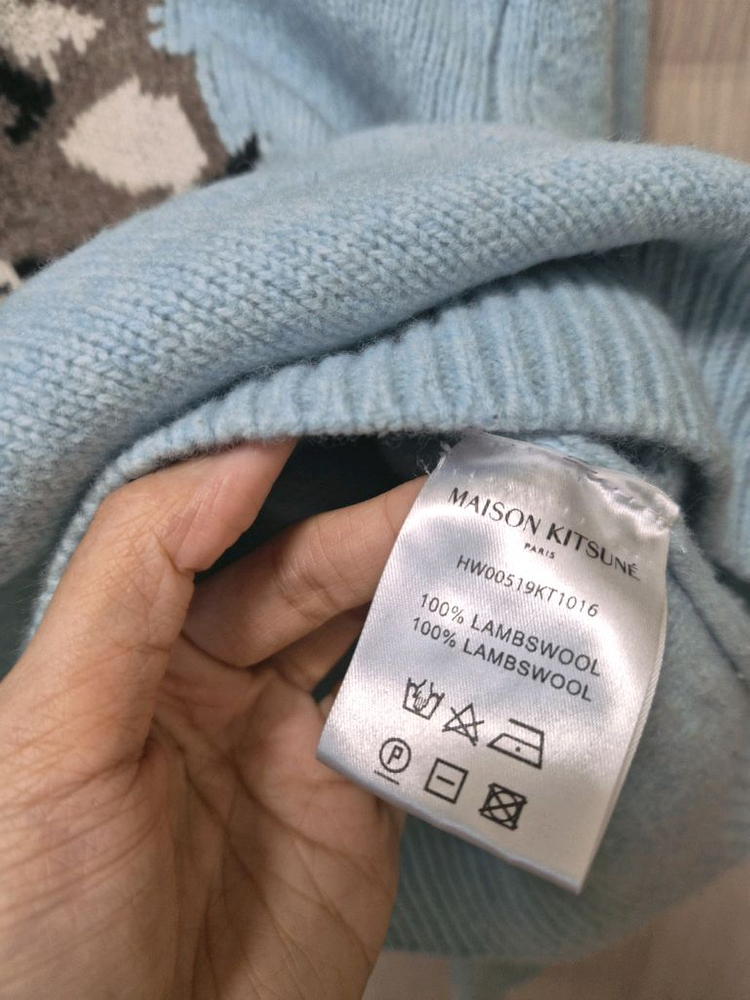 MAISON KITSUNÉ
PARIS
HW00519KT1016
100% LAMBSWOOL
100% LAMBSWOOL
P